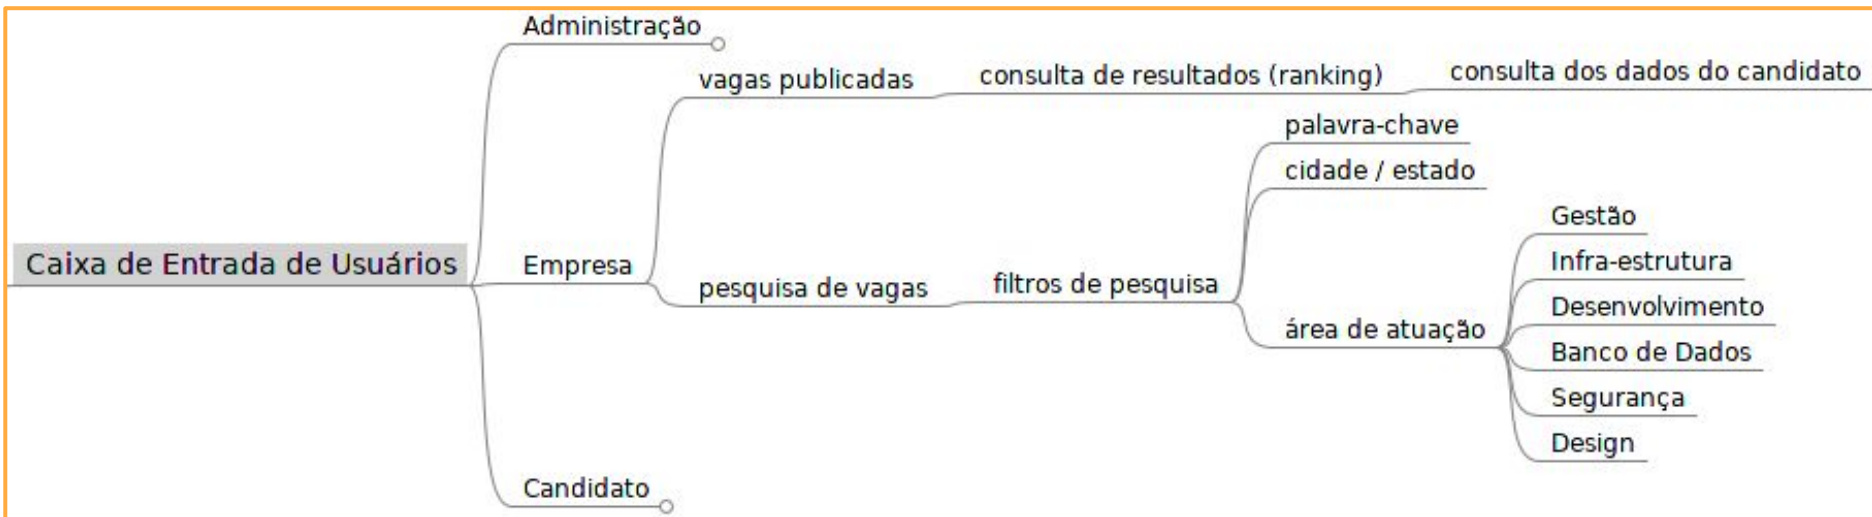 Administração
vagas publicadas
consulta de resultados (ranking)
consulta dos dados do candidato
palavra-chave
cidade / estado
Gestão
Infra-estrutura
Caixa de Entrada de Usuários
Empresa
pesquisa de vagas
filtros de pesquisa
Desenvolvimento
área de atuação
Banco de Dados
Segurança
Design
Candidato